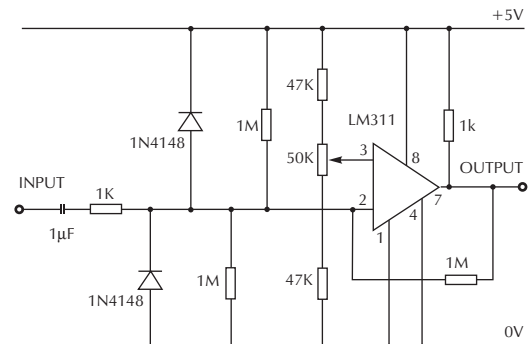 +5V
47K
LM311
1M
1k
1N4148
3
8
50K
OUTPUT
INPUT
1K
2
7
4
1µF
1
1M
1M
47K
1N4148
0V